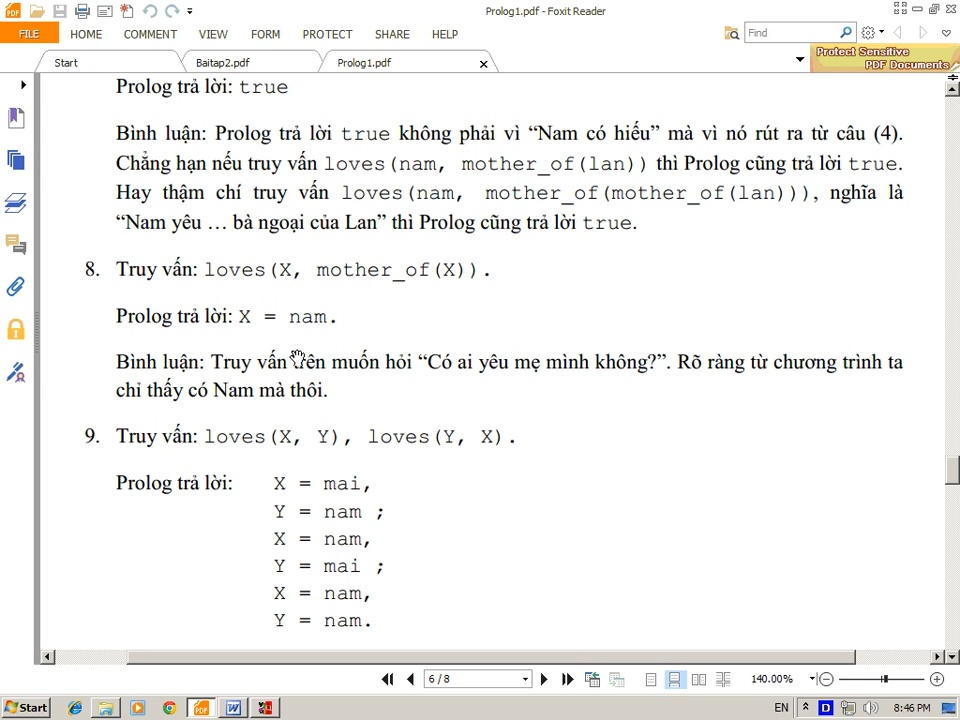 Prolog1.pdf - Foxit Reader
FILE HOME COMMENT VIEW FORM PROTECT SHARE HELP Find
Start Baitap2.pdf Prolog1.pdf Protect Sensitive
PDF Documents
Prolog trả lời: true
Bình luận: Prolog trả lời true không phải vì “Nam có hiếu” mà vì nó rút ra từ câu (4).
Chẳng hạn nếu truy vấn loves(nam, mother_of(lan)) thì Prolog cũng trả lời true.
Hay thậm chí truy vấn loves(nam, mother_of(mother_of(lan))), nghĩa là
“Nam yêu … bà ngoại của Lan” thì Prolog cũng trả lời true.
8. Truy vấn: loves(X, mother_of(X)).
Prolog trả lời: X = nam.
Bình luận: Truy vấn trên muốn hỏi “Có ai yêu mẹ mình không?”. Rõ ràng từ chương trình ta
chỉ thấy có Nam mà thôi.
9. Truy vấn: loves(X, Y), loves(Y, X).
Prolog trả lời: X = mai,
Y = nam ;
X = nam,
Y = mai ;
X = nam,
Y = nam.
6 / 8 140.00%
Start EN D 8:46 PM